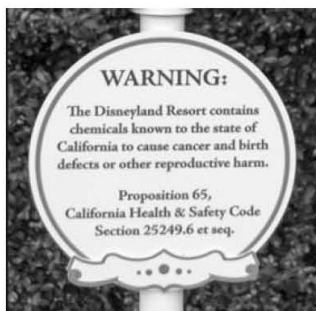 WARNING:
The Disneyland Resort contains
chemicals known to the state of
California to cause cancer and birth
defects or other reproductive harm.
Proposition 65,
California Health & Safety Code
Section 25249.6 et seq.